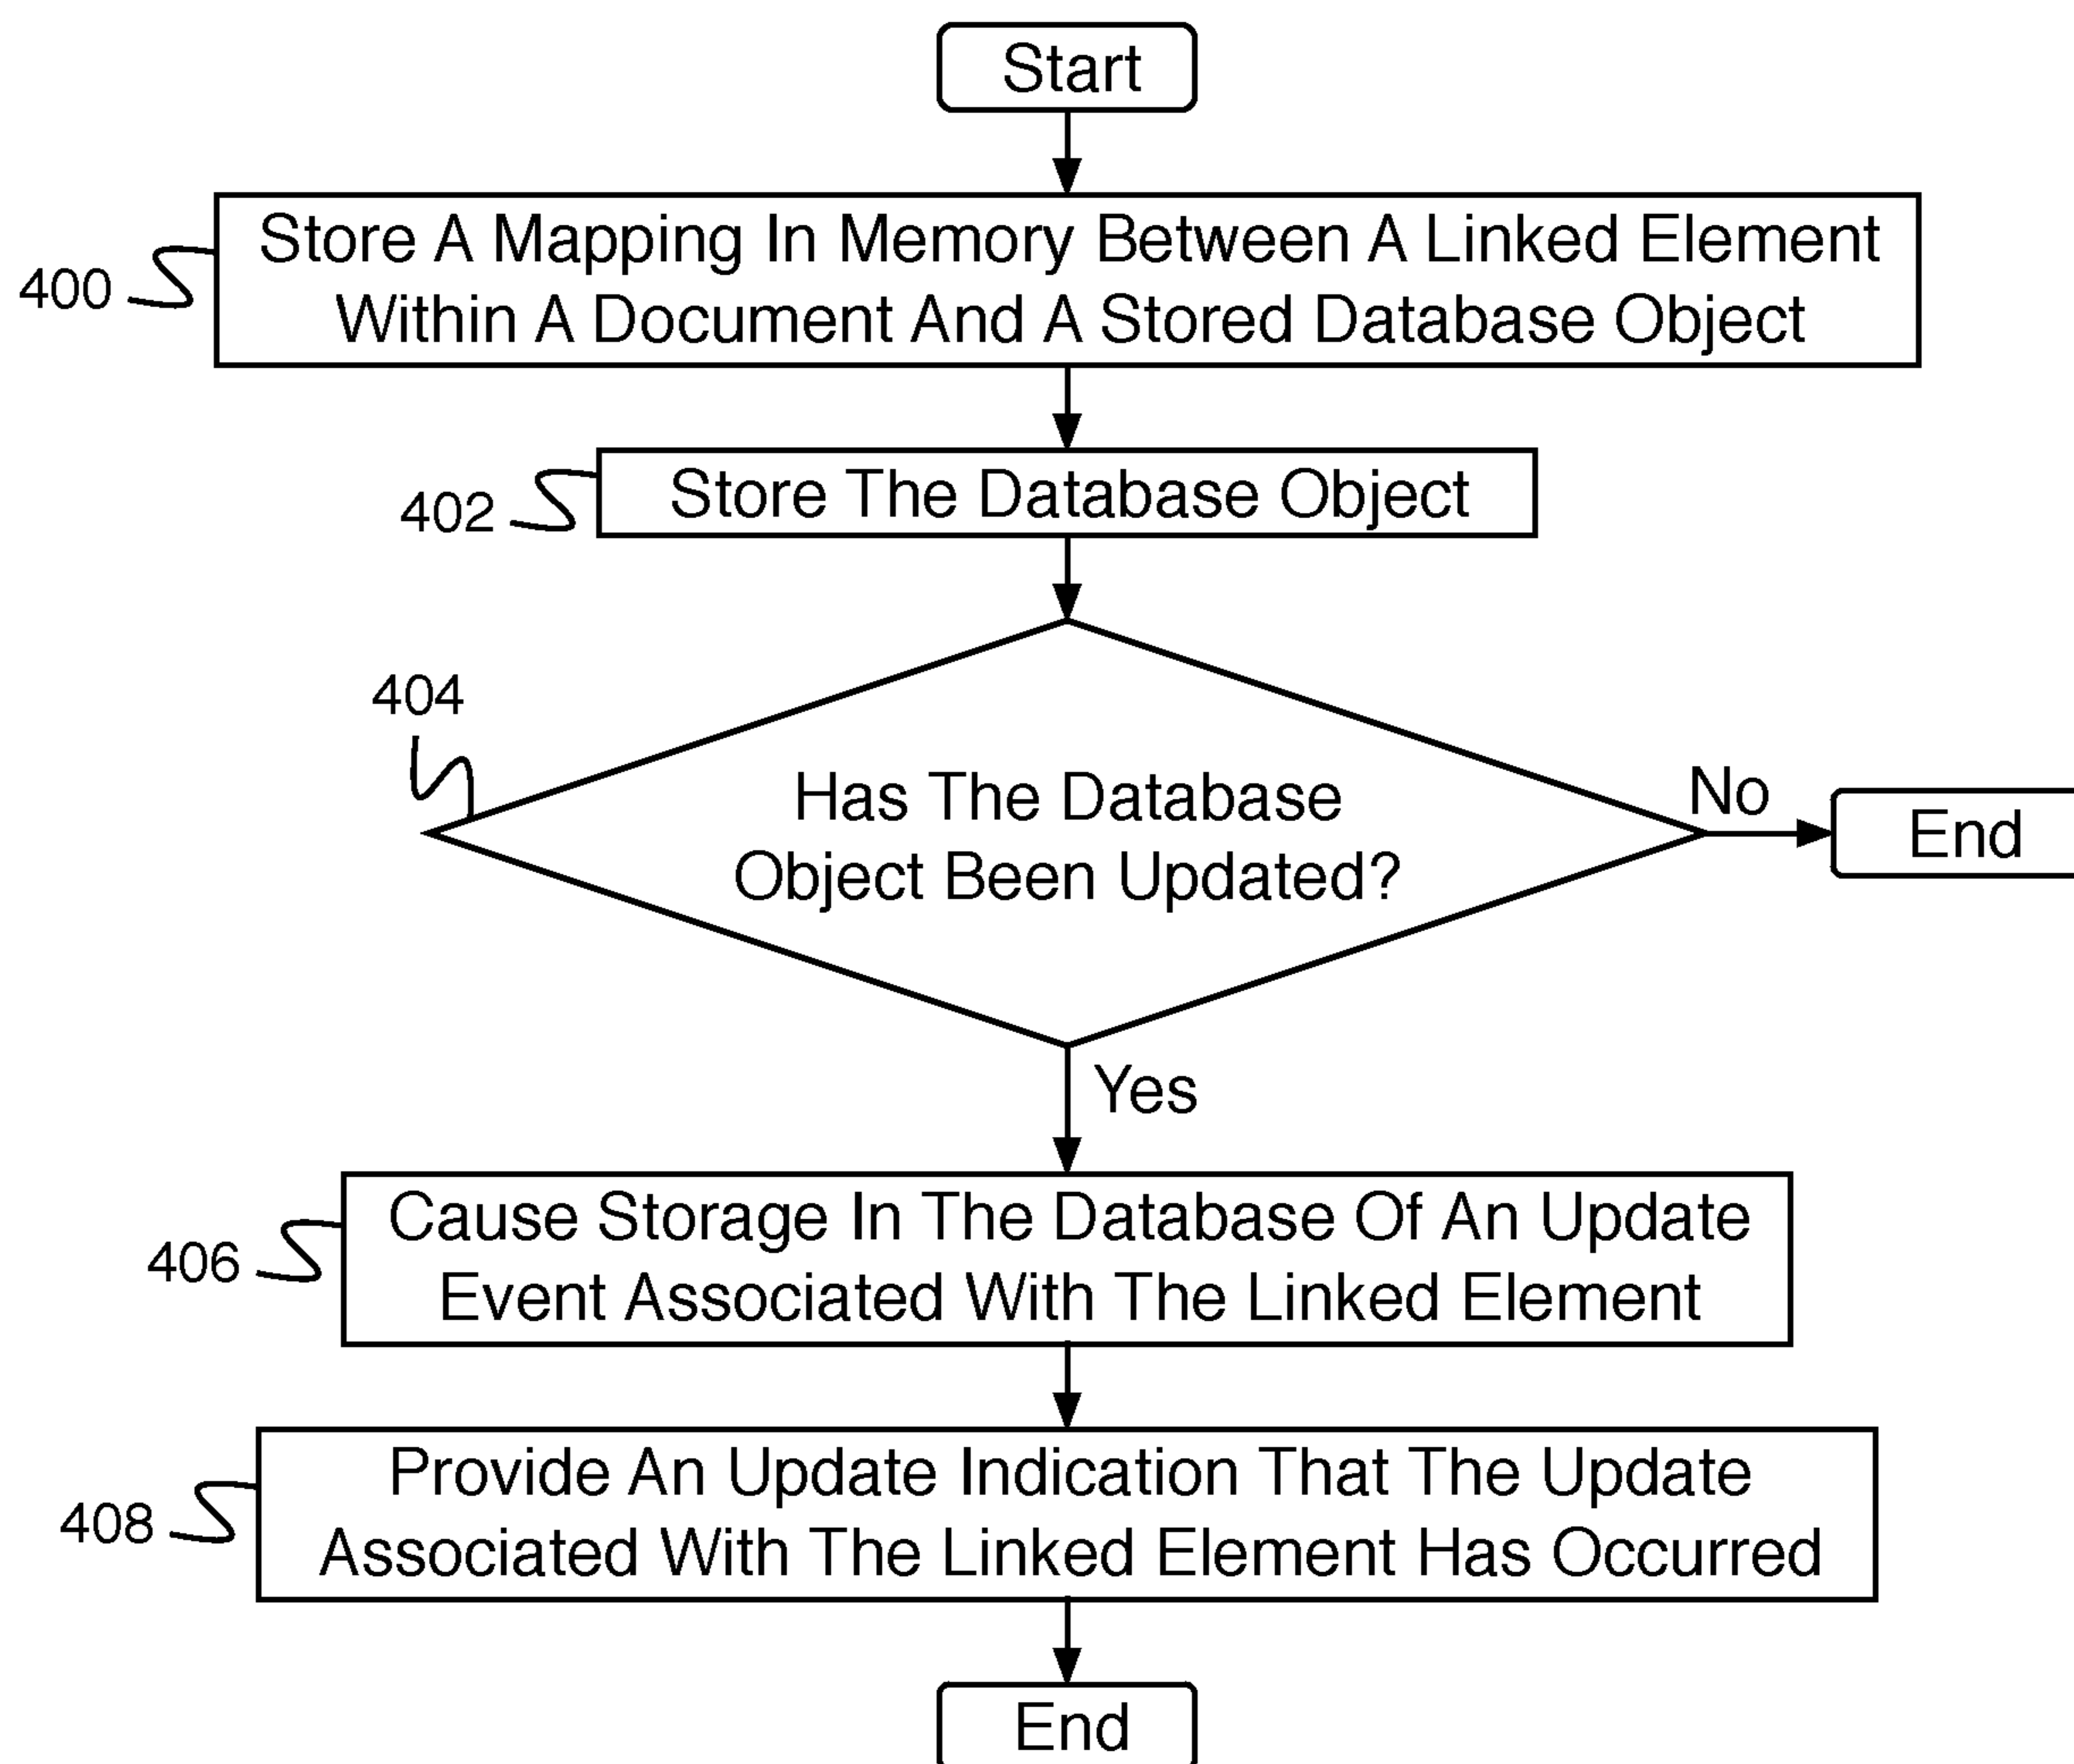 Start
Store A Mapping In Memory Between A Linked Element
Within A Document And A Stored Database Object
400
Store The Database Object
402
404
Has The Database
Object Been Updated?
No
End
Yes
Cause Storage In The Database Of An Update
Event Associated With The Linked Element
406
Provide An Update Indication That The Update
Associated With The Linked Element Has Occurred
408
End